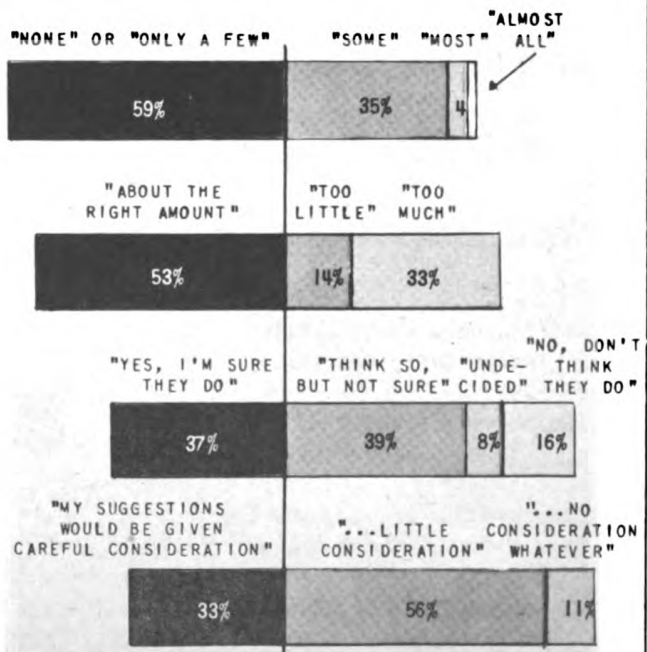 "ALMOST
"NONE" OR "ONLY A FEW" "SOME" "MOST" ALL"
59% 35% 4
"ABOUT THE "TOO "TOO
RIGHT AMOUNT" LITTLE" MUCH"
53% 14% 33%
"NO, DON'T
"YES, I'M SURE "THINK SO, "UNDE- THINK
THEY DO" BUT NOT SURE" CIDED" THEY DO"
37% 39% 8% 16%
"MY SUGGESTIONS "...NO
WOULD BE GIVEN "...LITTLE CONSIDERATION
CAREFUL CONSIDERATION" CONSIDERATION" WHATEVER"
33% 56% 11%